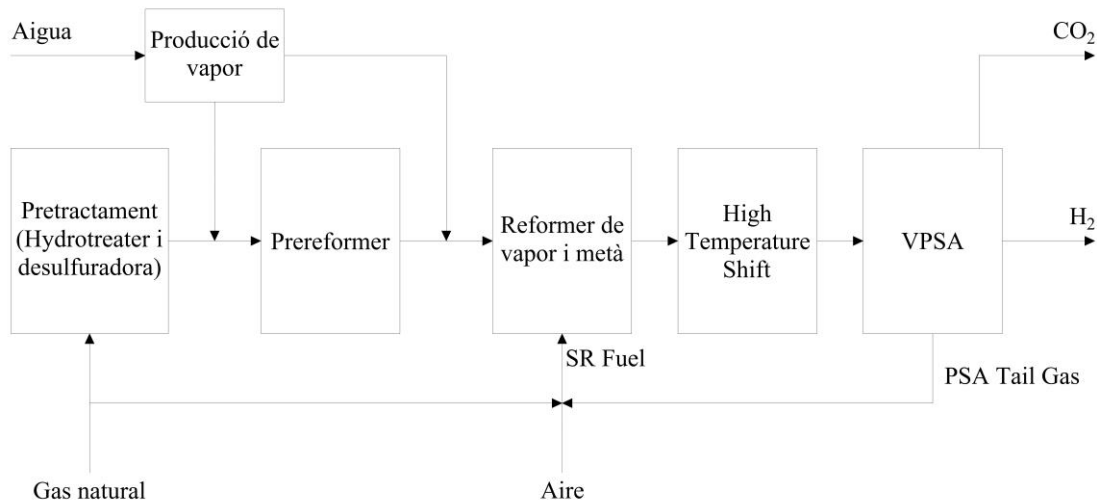 Aigua
Producció de
vapor
CO₂
Pretractament
(Hydrotreater i
desulfuradora)
Prereformer
Reformer de
vapor i metà
High
Temperature
Shift
VPSA
H₂
SR Fuel
PSA Tail Gas
Gas natural
Aire